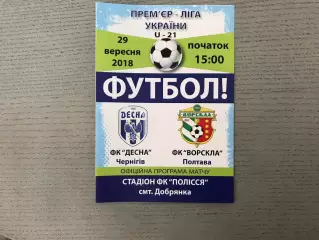 ПРЕМ'ЄР - ЛІГА
УКРАЇНИ
U - 21
29
вересня
2018
початок
15:00
ФУТБОЛ!
ДЕСНА
ВОРСКЛА
ФК "ДЕСНА"
Чернігів
ФК "ВОРСКЛА"
Полтава
ОФІЦІЙНА ПРОГРАМА МАТЧУ
СТАДІОН ФК "ПОЛІССЯ"
смт. Добрянка